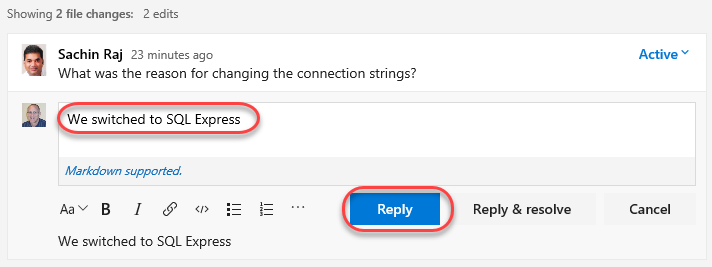 Showing 2 file changes: 2 edits
Sachin Raj 23 minutes ago Active
What was the reason for changing the connection strings?
We switched to SQL Express
Markdown supported.
Aa B I Reply Reply & resolve Cancel
We switched to SQL Express